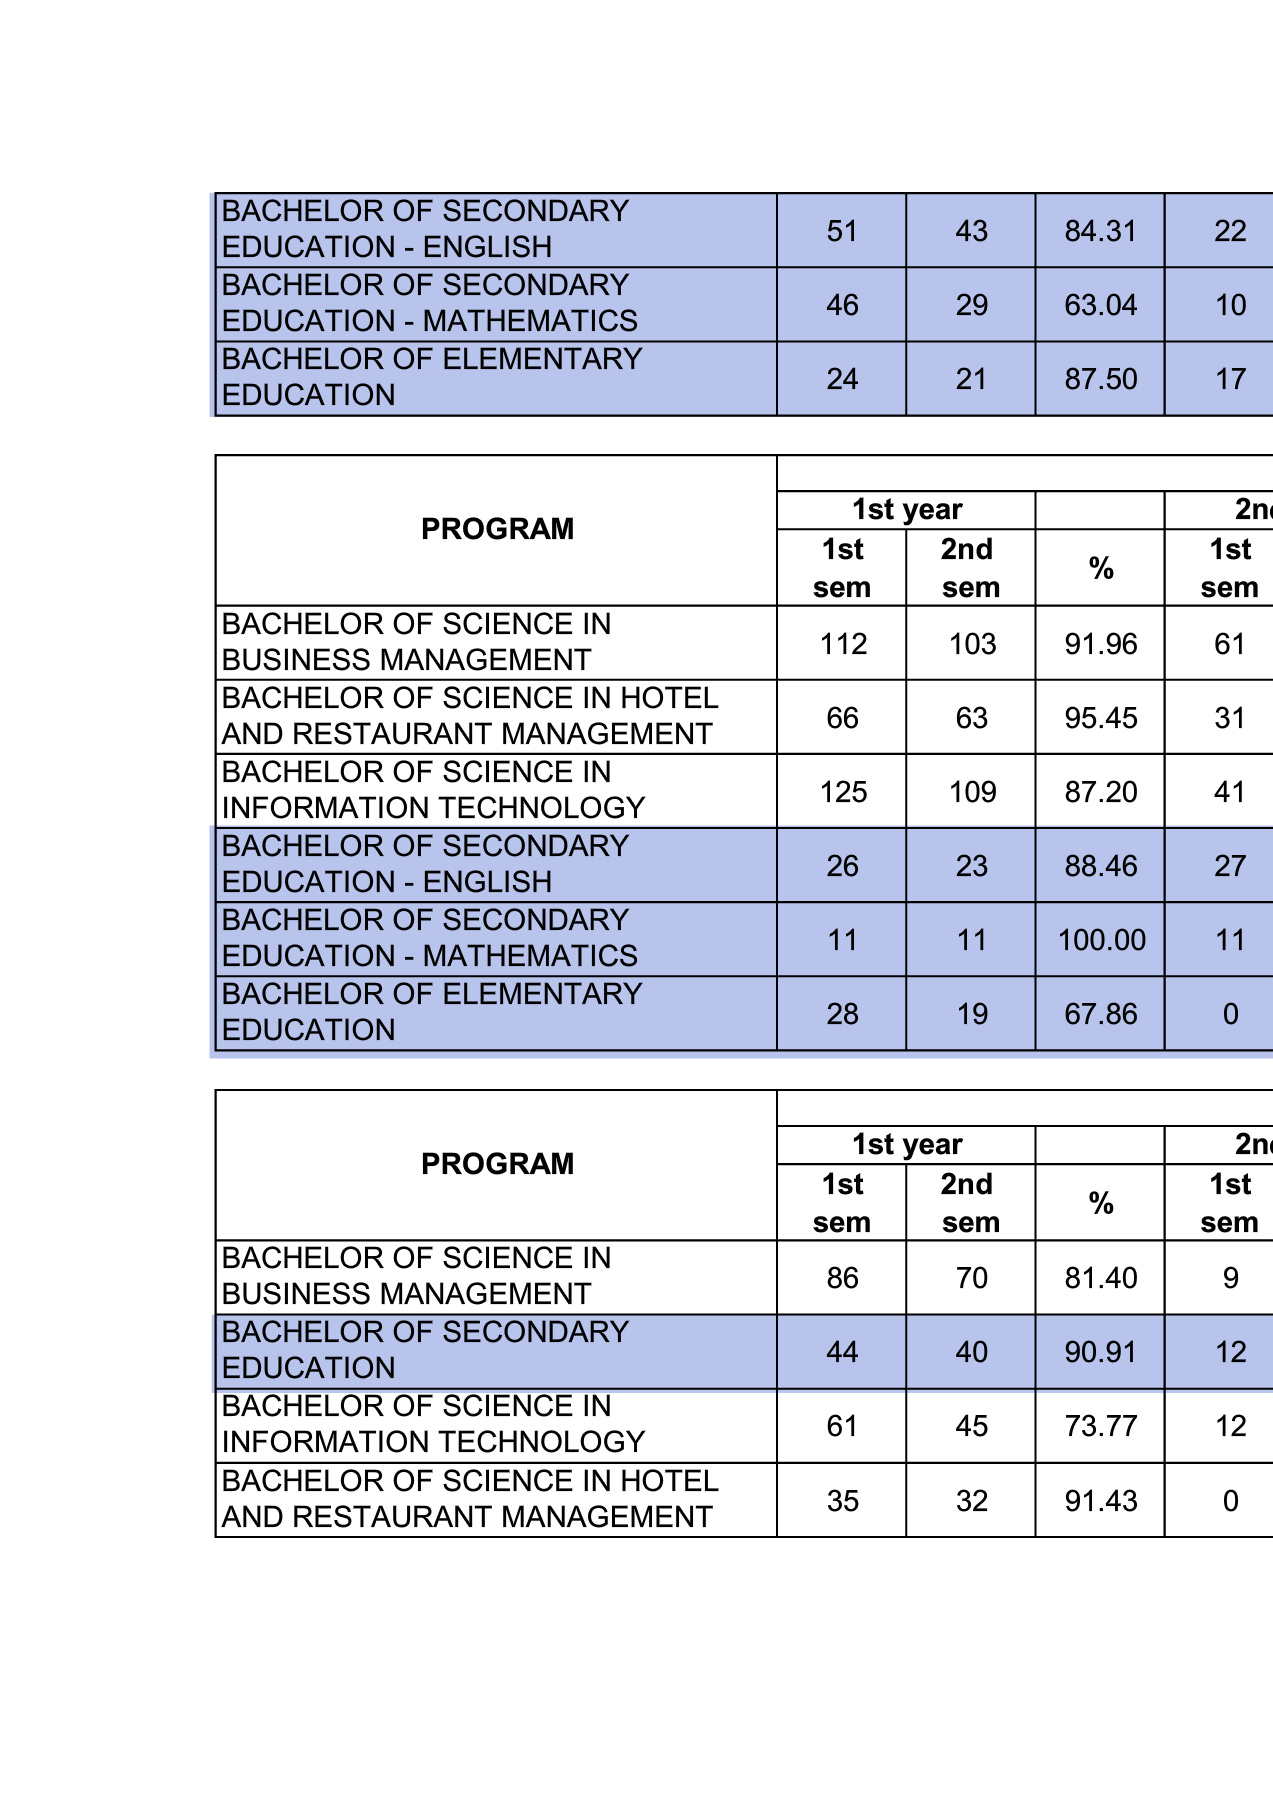 BACHELOR OF SECONDARY
EDUCATION - ENGLISH 51 43 84.31 22
BACHELOR OF SECONDARY
EDUCATION - MATHEMATICS 46 29 63.04 10
BACHELOR OF ELEMENTARY
EDUCATION 24 21 87.50 17
PROGRAM
1st year 2n
1st sem 2nd sem % 1st sem
BACHELOR OF SCIENCE IN
BUSINESS MANAGEMENT 112 103 91.96 61
BACHELOR OF SCIENCE IN HOTEL
AND RESTAURANT MANAGEMENT 66 63 95.45 31
BACHELOR OF SCIENCE IN
INFORMATION TECHNOLOGY 125 109 87.20 41
BACHELOR OF SECONDARY
EDUCATION - ENGLISH 26 23 88.46 27
BACHELOR OF SECONDARY
EDUCATION - MATHEMATICS 11 11 100.00 11
BACHELOR OF ELEMENTARY
EDUCATION 28 19 67.86 0
PROGRAM
1st year 2n
1st sem 2nd sem % 1st sem
BACHELOR OF SCIENCE IN
BUSINESS MANAGEMENT 86 70 81.40 9
BACHELOR OF SECONDARY
EDUCATION 44 40 90.91 12
BACHELOR OF SCIENCE IN
INFORMATION TECHNOLOGY 61 45 73.77 12
BACHELOR OF SCIENCE IN HOTEL
AND RESTAURANT MANAGEMENT 35 32 91.43 0